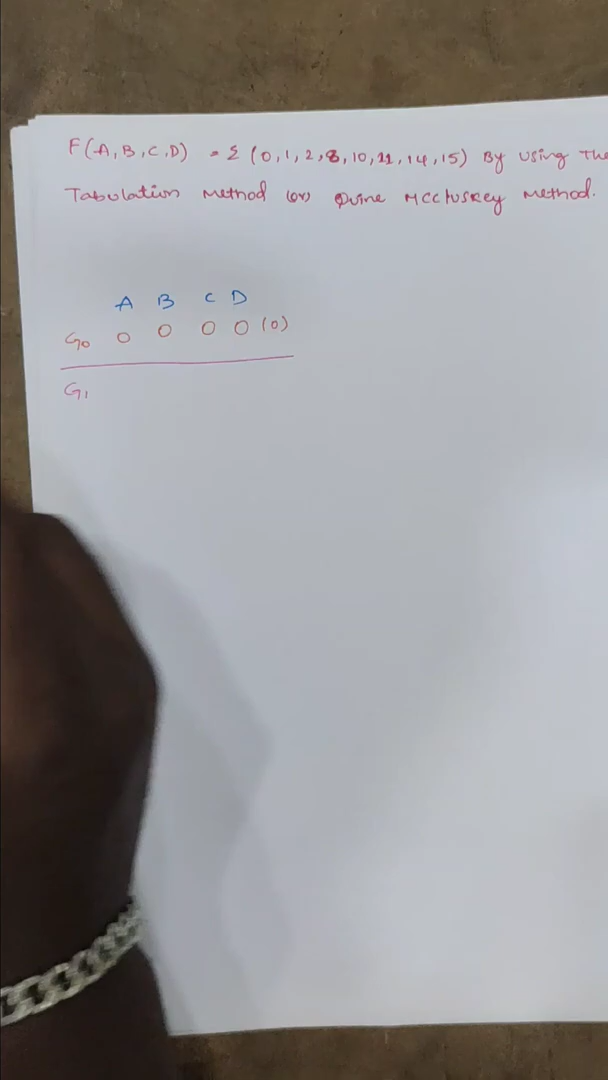 F(A,B,C,D) = Σ (0,1,2,8,10,11,14,15) By using The
Tabulation Method (or) Quine MCCluskey Method.
A B C D
G0 0 0 0 0 (0)
G1